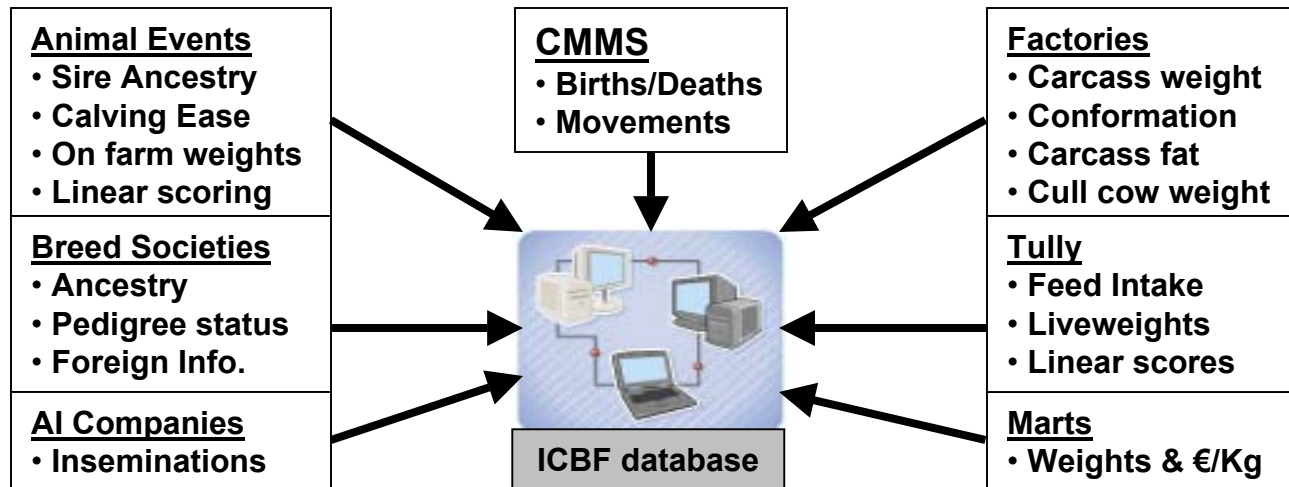 Animal Events
• Sire Ancestry
• Calving Ease
• On farm weights
• Linear scoring
Breed Societies
• Ancestry
• Pedigree status
• Foreign Info.
AI Companies
• Inseminations
CMMS
• Births/Deaths
• Movements
ICBF database
Factories
• Carcass weight
• Conformation
• Carcass fat
• Cull cow weight
Tully
• Feed Intake
• Liveweights
• Linear scores
Marts
• Weights & €/Kg